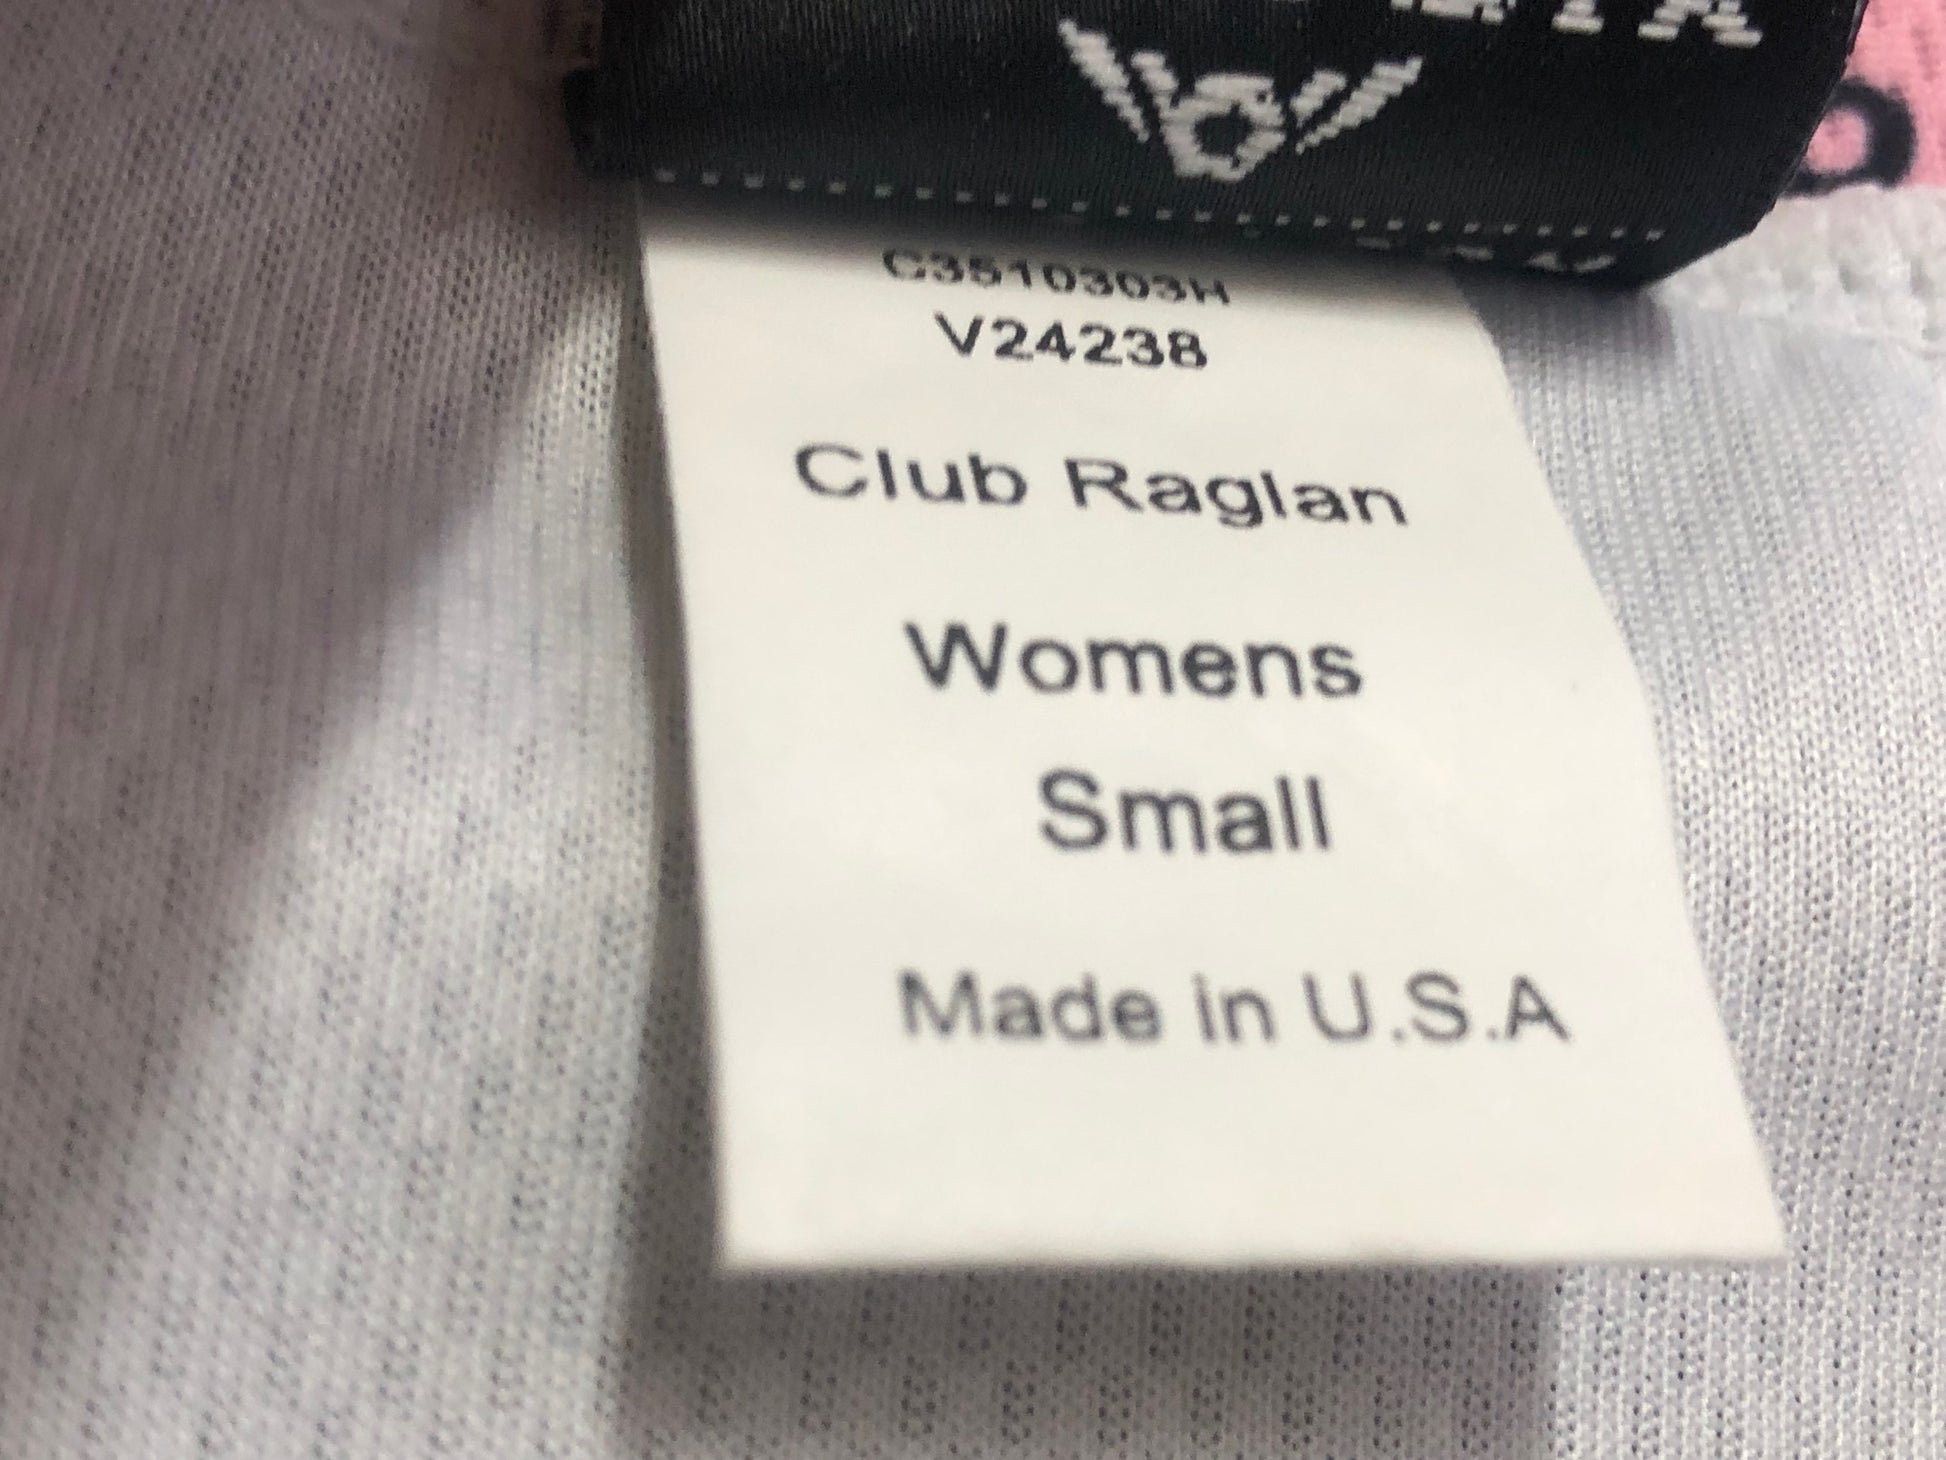 C3510303H
V24238
Club Raglan
Womens
Small
Made in U.S.A